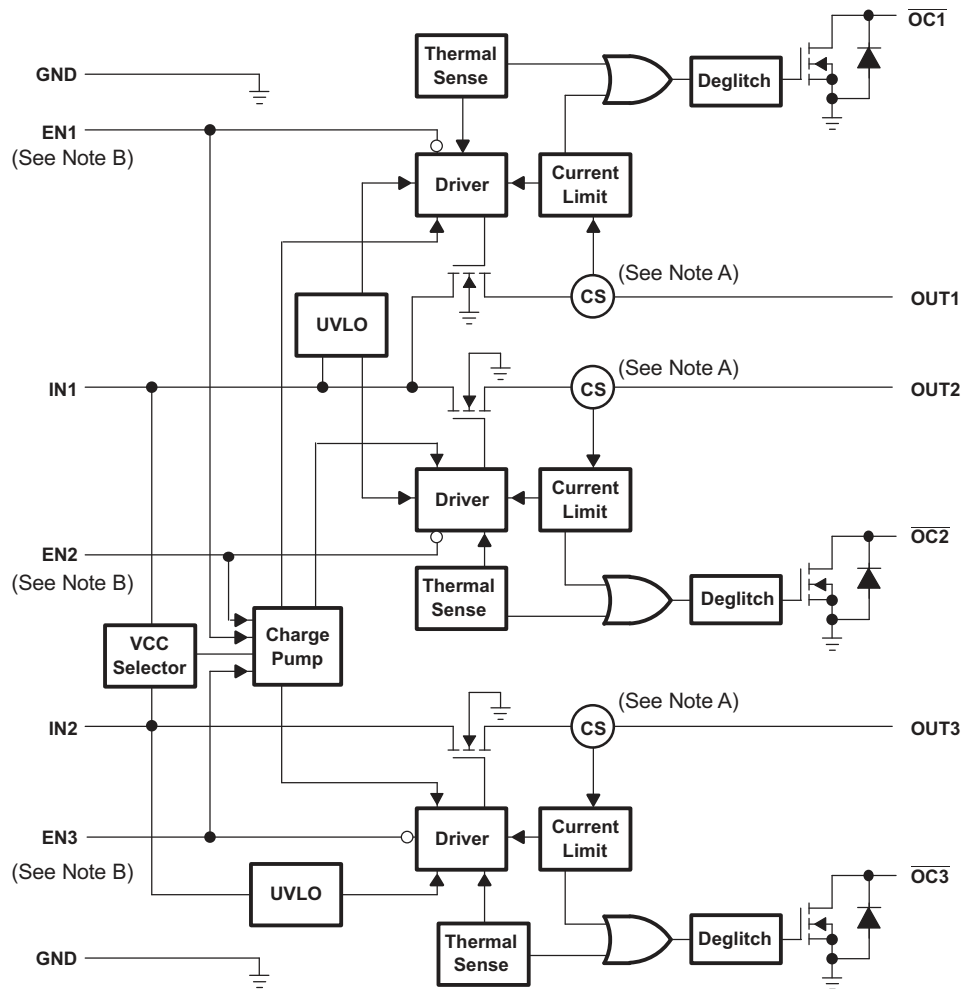 OC1
Thermal
Sense
Deglitch
GND
EN1
(See Note B)
Driver
Current
Limit
(See Note A)
CS
OUT1
UVLO
(See Note A)
IN1
CS
OUT2
Driver
Current
Limit
EN2
(See Note B)
OC2
Thermal
Sense
Deglitch
VCC
Selector
Charge
Pump
(See Note A)
IN2
CS
OUT3
EN3
(See Note B)
Driver
Current
Limit
UVLO
OC3
Thermal
Sense
Deglitch
GND